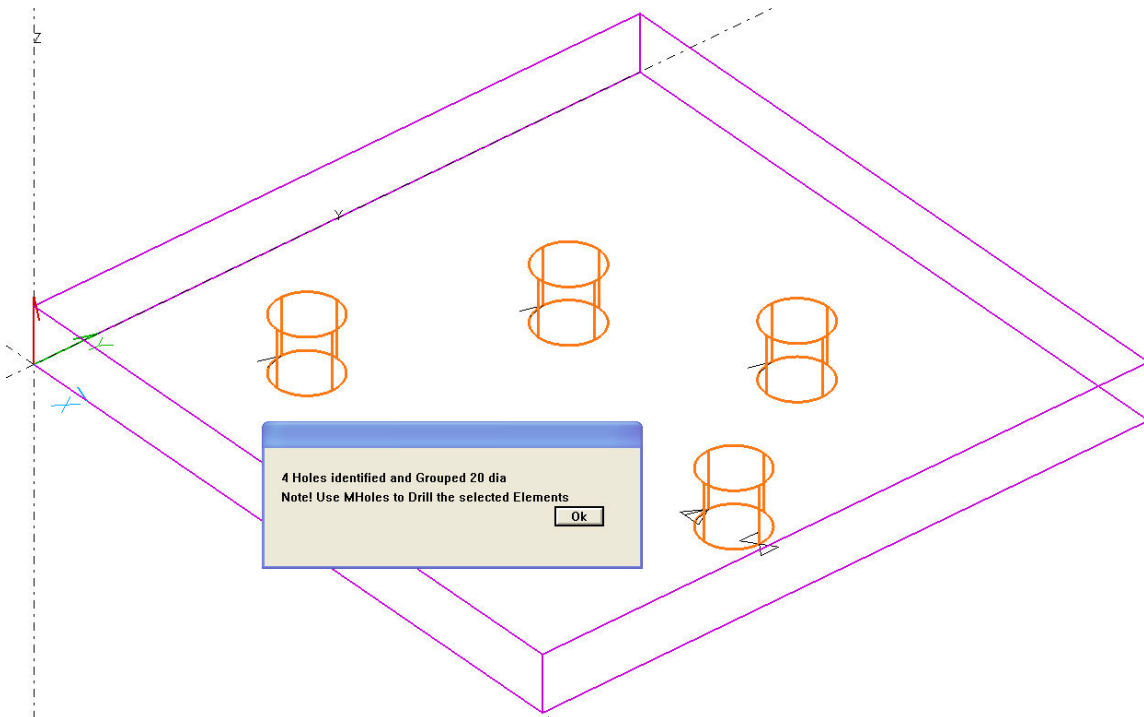 Z
Y
Y
X
4 Holes identified and Grouped 20 dia
Note! Use MHoles to Drill the selected Elements
Ok